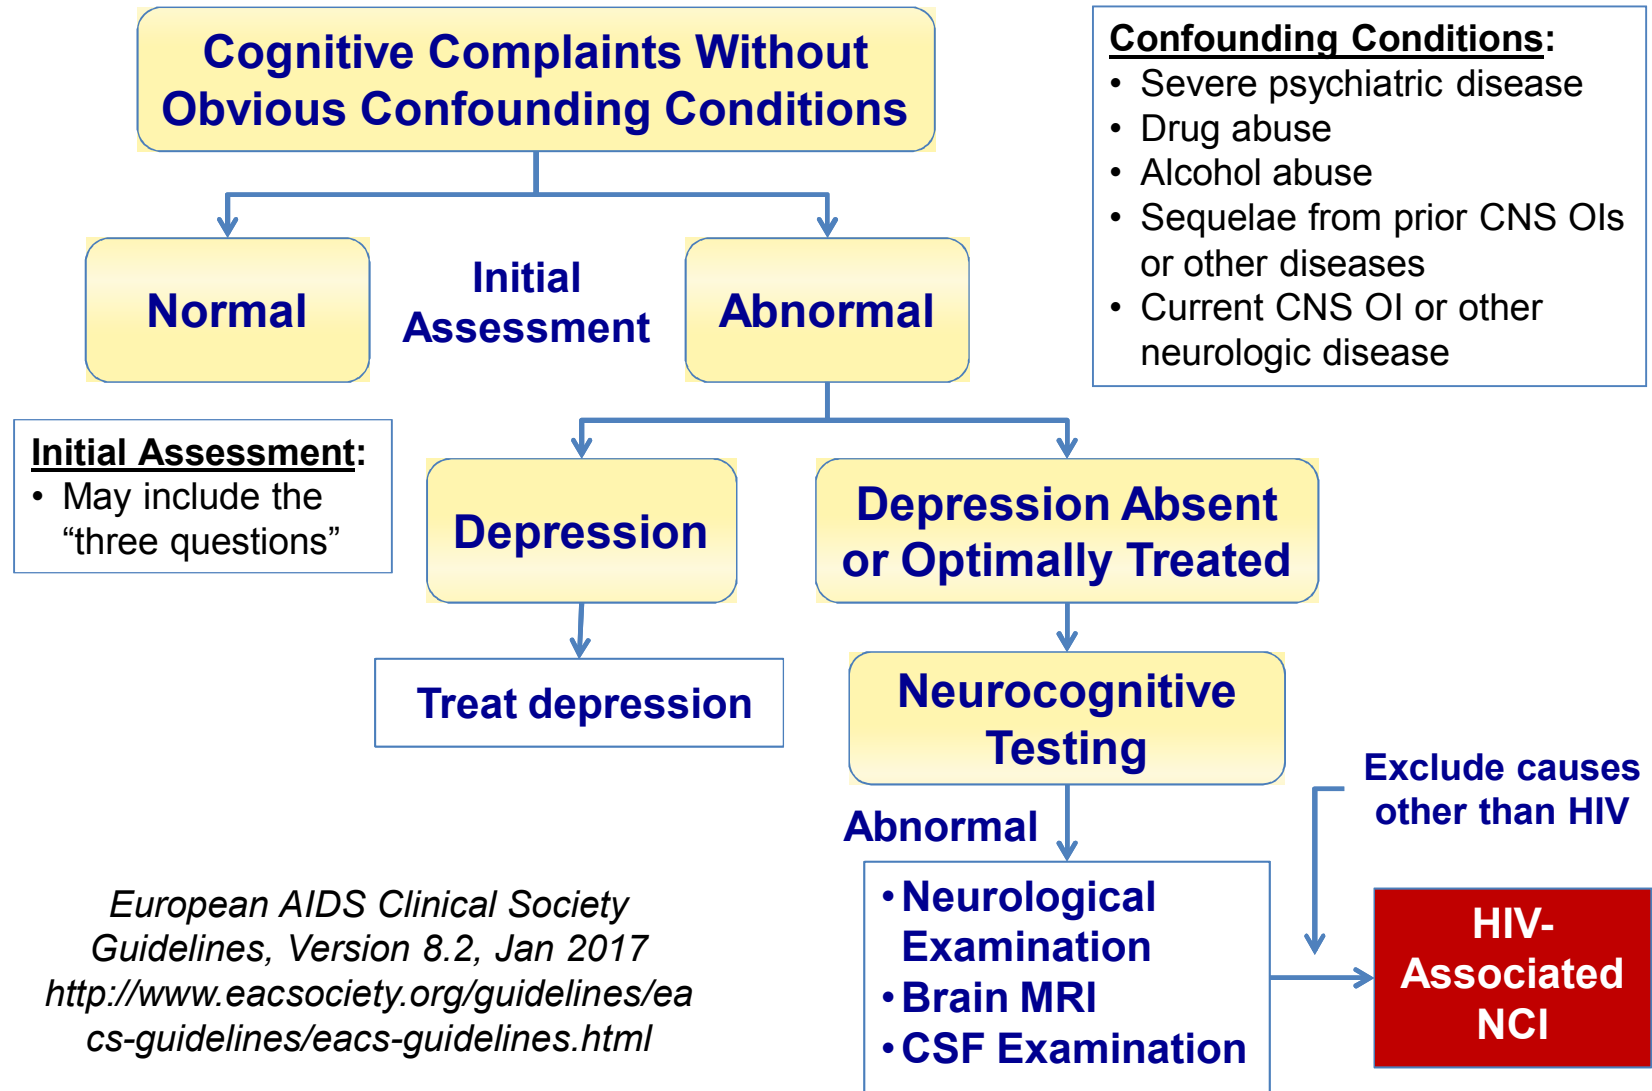 Cognitive Complaints Without
Obvious Confounding Conditions
Confounding Conditions:
• Severe psychiatric disease
• Drug abuse
• Alcohol abuse
• Sequelae from prior CNS OIs
or other diseases
• Current CNS OI or other
neurologic disease
Normal
Initial
Assessment
Abnormal
Initial Assessment:
• May include the
“three questions”
Depression
Depression Absent
or Optimally Treated
Treat depression
Neurocognitive
Testing
Exclude causes
other than HIV
Abnormal
• Neurological
Examination
• Brain MRI
• CSF Examination
HIV-
Associated
NCI
European AIDS Clinical Society
Guidelines, Version 8.2, Jan 2017
http://www.eacsociety.org/guidelines/ea
cs-guidelines/eacs-guidelines.html